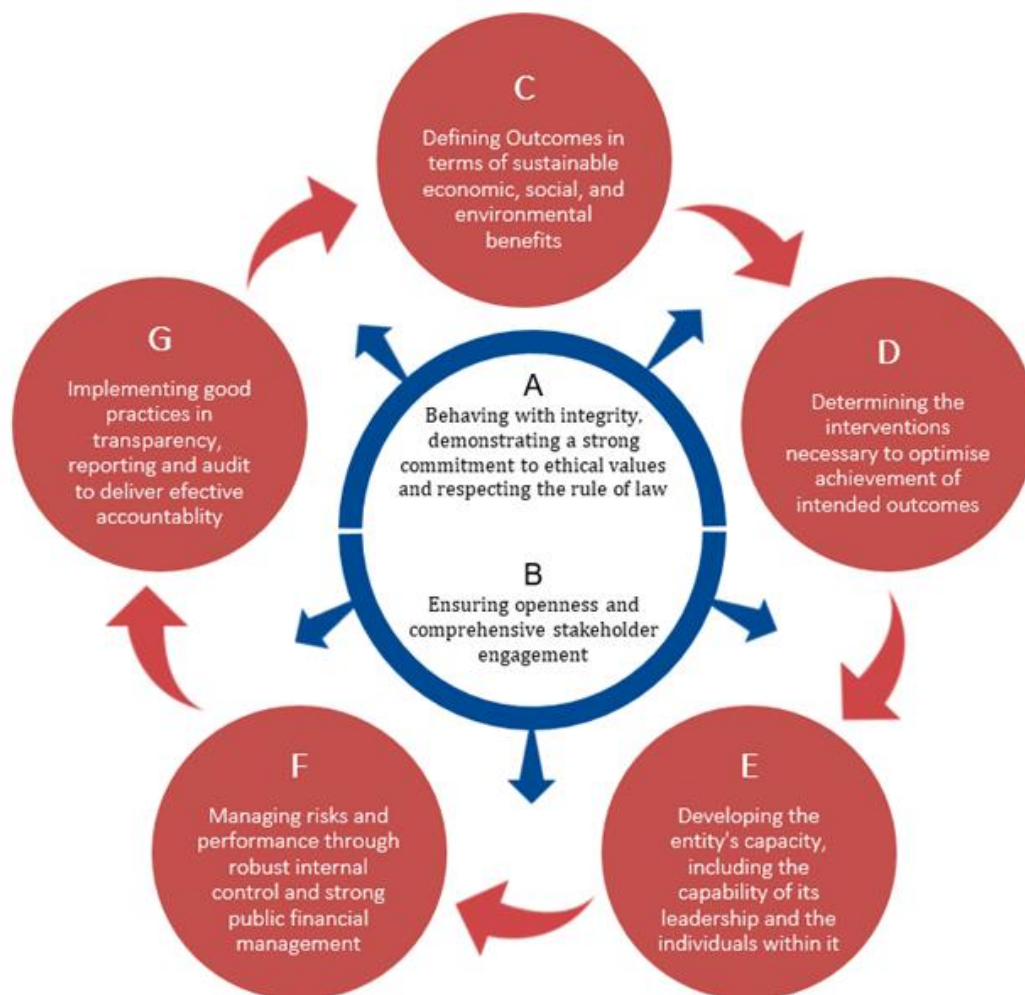 C
Defining Outcomes in
terms of sustainable
economic, social, and
environmental
benefits
G
Implementing good
practices in
transparency,
reporting and audit
to deliver efective
accountablity
A
Behaving with integrity,
demonstrating a strong
commitment to ethical values
and respecting the rule of law
D
Determining the
interventions
necessary to optimise
achievement of
intended outcomes
B
Ensuring openness and
comprehensive stakeholder
engagement
F
Managing risks and
performance through
robust internal
control and strong
public financial
management
E
Developing the
entity's capacity,
including the
capability of its
leadership and the
individuals within it